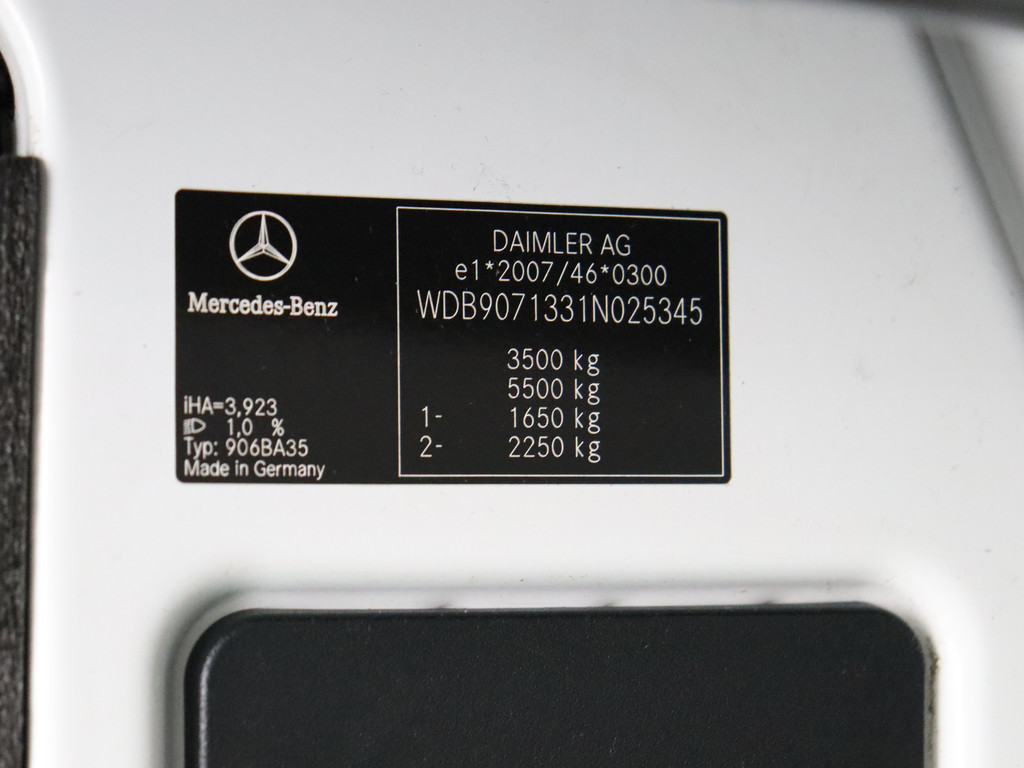 Mercedes-Benz
DAIMLER AG
e1*2007/46*0300
WDB9071331N025345
3500 kg
5500 kg
1- 1650 kg
2- 2250 kg
iHA=3,923
1,0 %
Typ: 906BA35
Made in Germany